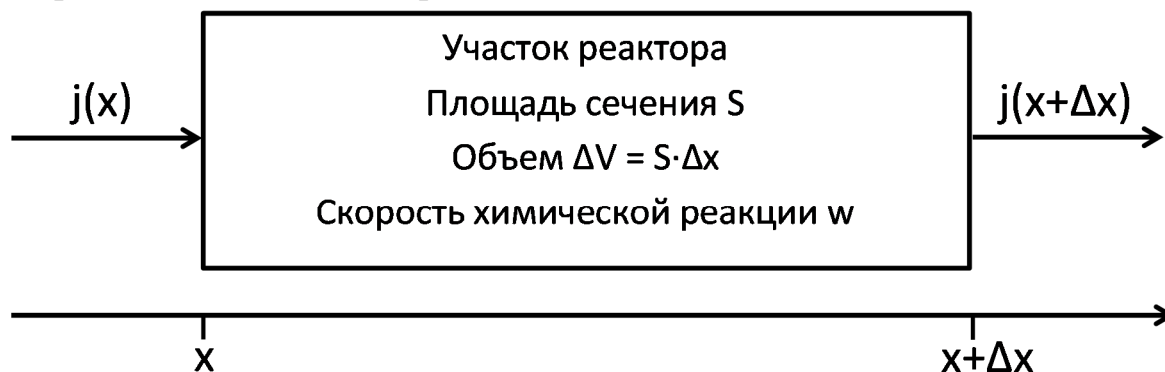 Участок реактора
j(x)
Площадь сечения S
j(x+Δx)
Объем ΔV = S·Δx
Скорость химической реакции w
x
x+Δx